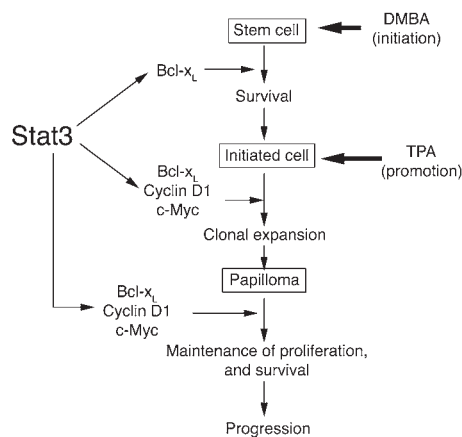 Stem cell
DMBA
(initiation)
Bcl-xL
Survival
Stat3
Initiated cell
TPA
(promotion)
Bcl-xL
Cyclin D1
c-Myc
Clonal expansion
Papilloma
Bcl-xL
Cyclin D1
c-Myc
Maintenance of proliferation,
and survival
Progression